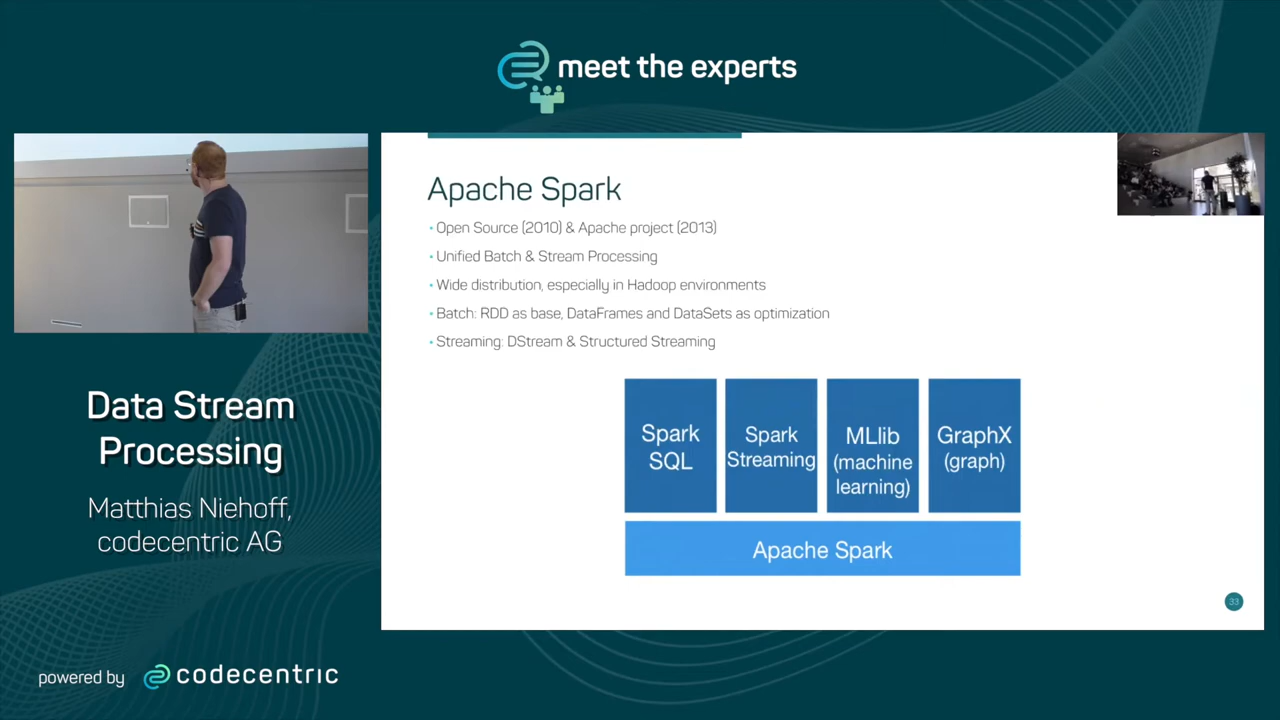 meet the experts
Apache Spark
• Open Source (2010) & Apache project (2013)
• Unified Batch & Stream Processing
• Wide distribution, especially in Hadoop environments
• Batch: RDD as base, DataFrames and DataSets as optimization
• Streaming: DStream & Structured Streaming
Spark
SQL
Spark
Streaming
MLlib
(machine
learning)
GraphX
(graph)
Apache Spark
33
Data Stream
Processing
Matthias Niehoff,
codecentric AG
powered by
codecentric